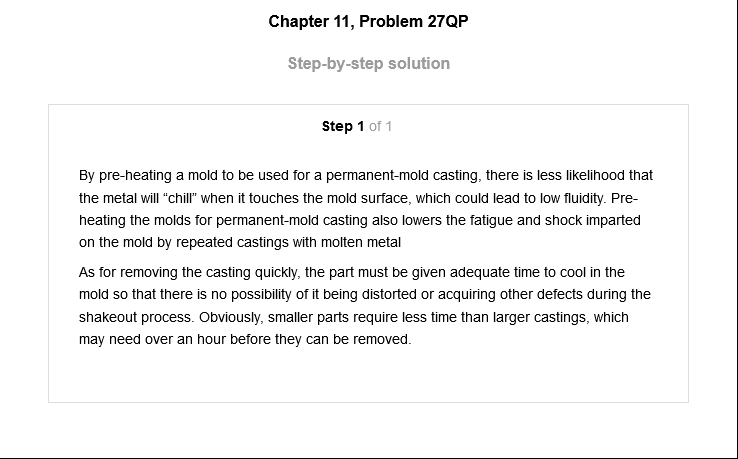 Chapter 11, Problem 27QP
Step-by-step solution
Step 1 of 1
By pre-heating a mold to be used for a permanent-mold casting, there is less likelihood that
the metal will “chill” when it touches the mold surface, which could lead to low fluidity. Pre-
heating the molds for permanent-mold casting also lowers the fatigue and shock imparted
on the mold by repeated castings with molten metal
As for removing the casting quickly, the part must be given adequate time to cool in the
mold so that there is no possibility of it being distorted or acquiring other defects during the
shakeout process. Obviously, smaller parts require less time than larger castings, which
may need over an hour before they can be removed.